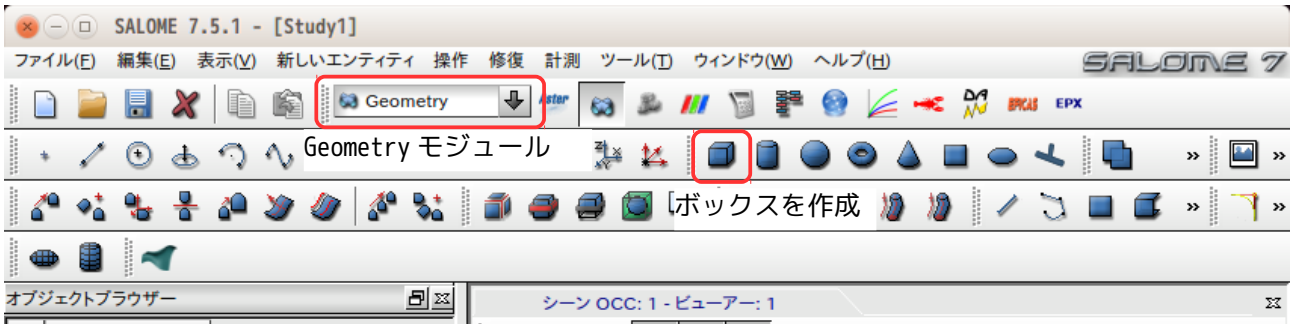 SALOME 7.5.1 - [Study1]
ファイル(F) 編集(E) 表示(V) 新しいエンティティ 操作 修復 計測 ツール(T) ウィンドウ(W) ヘルプ(H) SALOME 7
Geometry Aster BRCAS EPX
Geometry モジュール
ボックスを作成
オブジェクトブラウザー シーン OCC: 1 - ビューアー: 1